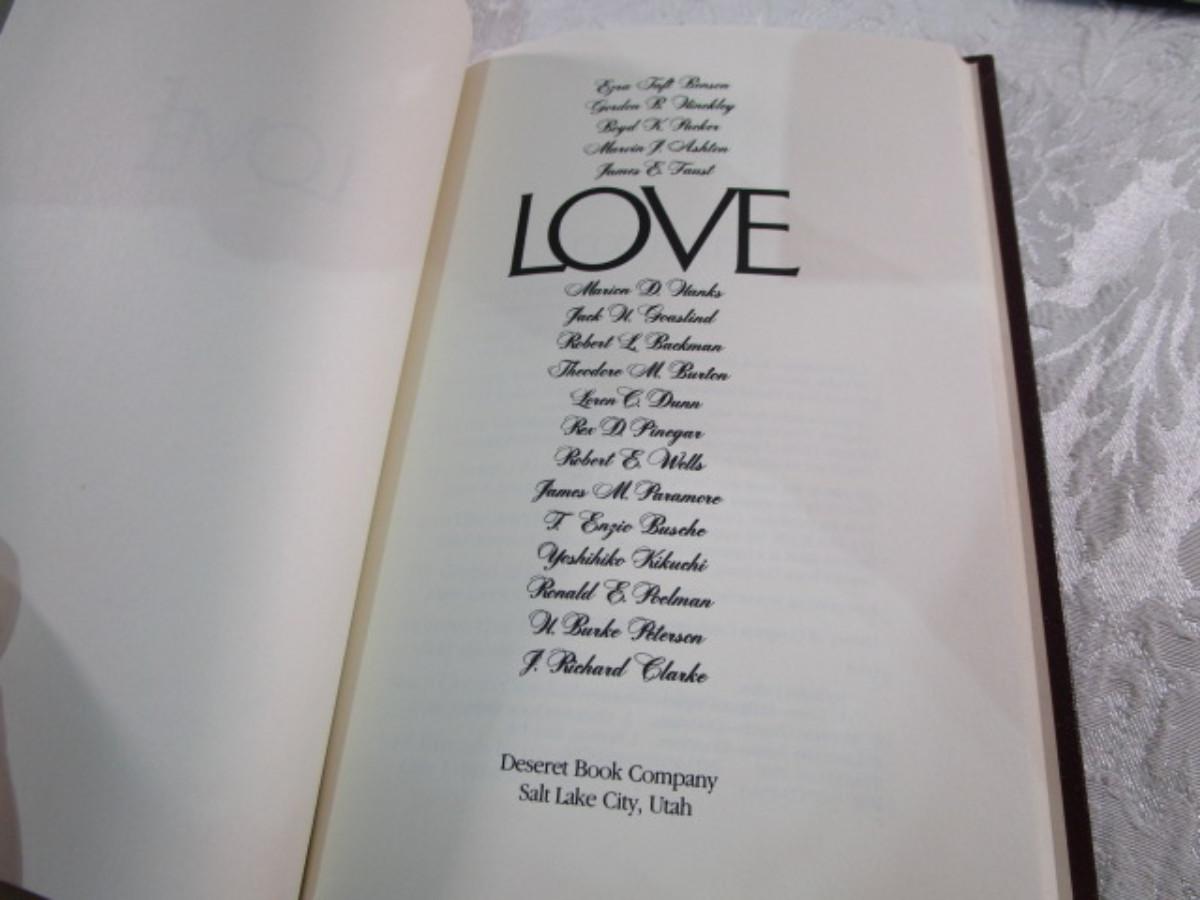 Ezra Taft Benson
Gordon B. Hinckley
Boyd K. Packer
Marvin J. Ashton
James E. Faust
LOVE
Marion D. Hanks
Jack H. Goaslind
Robert L. Backman
Theodore M. Burton
Loren C. Dunn
Rex D. Pinegar
Robert E. Wells
James M. Paramore
F. Enzio Busche
Yoshihiko Kikuchi
Ronald E. Poelman
H. Burke Peterson
J. Richard Clarke
Deseret Book Company
Salt Lake City, Utah